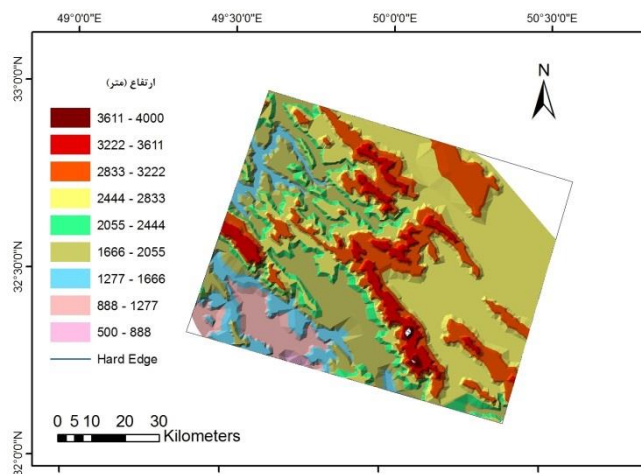 49°0'0"E 49°30'0"E 50°00'0"E 50°30'0"E
33°0'0"N
32°30'0"N
32°0'0"N
N
ارتفاع (متر)
3611 - 4000
3222 - 3611
2833 - 3222
2444 - 2833
2055 - 2444
1666 - 2055
1277 - 1666
888 - 1277
500 - 888
Hard Edge
0 5 10 20 30
Kilometers